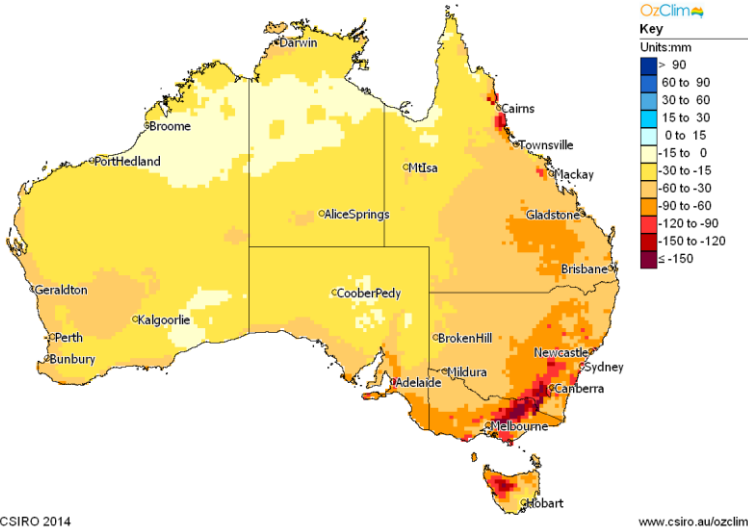 OzClim
Key
Units:mm
> 90
60 to 90
30 to 60
15 to 30
0 to 15
-15 to 0
-30 to -15
-60 to -30
-90 to -60
-120 to -90
-150 to -120
≤ -150
Darwin
Cairns
Broome
Townsville
PortHedland
MtIsa
Mackay
AliceSprings
Gladstone
Brisbane
Geraldton
CooberPedy
Kalgoorlie
Perth
BrokenHill
Newcastle
Bunbury
Sydney
Mildura
Adelaide
Canberra
Melbourne
Hobart
CSIRO 2014
www.csiro.au/ozclim